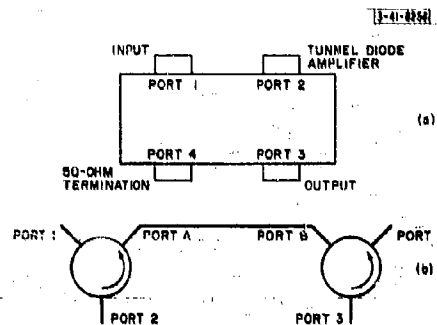 3-41-8256
INPUT
TUNNEL DIODE
AMPLIFIER
PORT 1
PORT 2
(a)
PORT 4
PORT 3
50-OHM
TERMINATION
OUTPUT
PORT 1
PORT A
PORT B
PORT
(b)
PORT 2
PORT 3